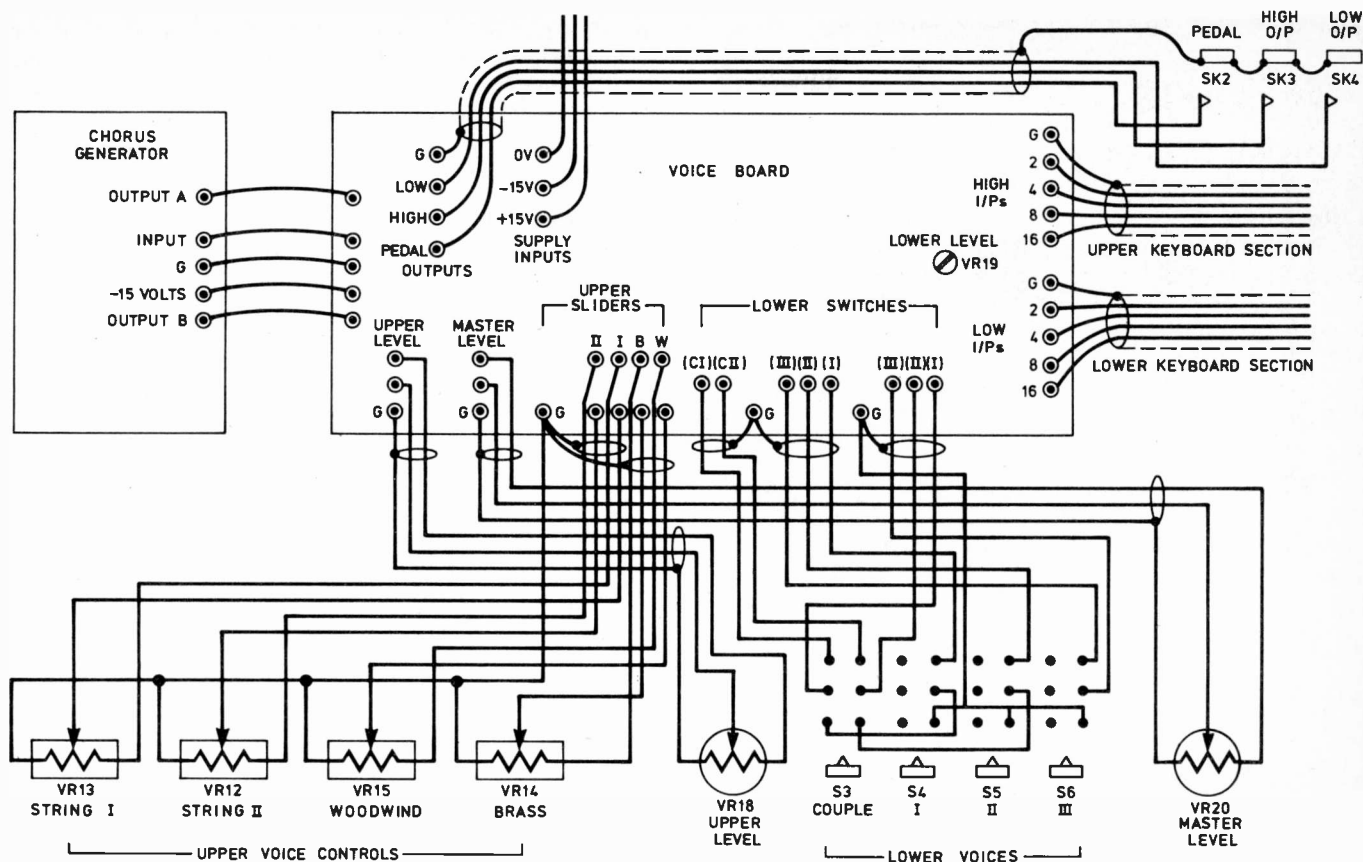 PEDAL
HIGH
O/P
LOW
O/P
SK2
SK3
SK4
CHORUS
GENERATOR
OUTPUT A
INPUT
G
-15 VOLTS
OUTPUT B
VOICE BOARD
G
LOW
HIGH
PEDAL
OUTPUTS
0V
-15V
+15V
SUPPLY
INPUTS
G
2
HIGH
I/Ps
4
8
16
UPPER KEYBOARD SECTION
LOWER LEVEL
VR19
G
2
LOW
I/Ps
4
8
16
LOWER KEYBOARD SECTION
UPPER
LEVEL
G
MASTER
LEVEL
G
UPPER
SLIDERS
II I B W
G
LOWER SWITCHES
(CI) (CII)
(III) (II) (I)
(III) (II) (I)
G
G
VR13
STRING I
VR12
STRING II
VR15
WOODWIND
VR14
BRASS
UPPER VOICE CONTROLS
VR18
UPPER
LEVEL
S3
COUPLE
S4
I
S5
II
S6
III
LOWER VOICES
VR20
MASTER
LEVEL